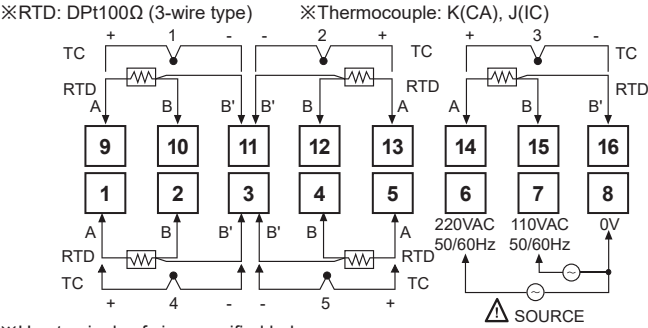 ※RTD: DPt100Ω (3-wire type) ※Thermocouple: K(CA), J(IC)
+ 1 - - 2 + + 3 -
TC TC TC
RTD RTD RTD
A B B' B' B A A B B'
9 10 11 12 13 14 15 16
1 2 3 4 5 6 7 8
220VAC 110VAC 0V
50/60Hz 50/60Hz
A B B' B' B A
RTD RTD
TC TC
+ 4 - - 5 +
SOURCE